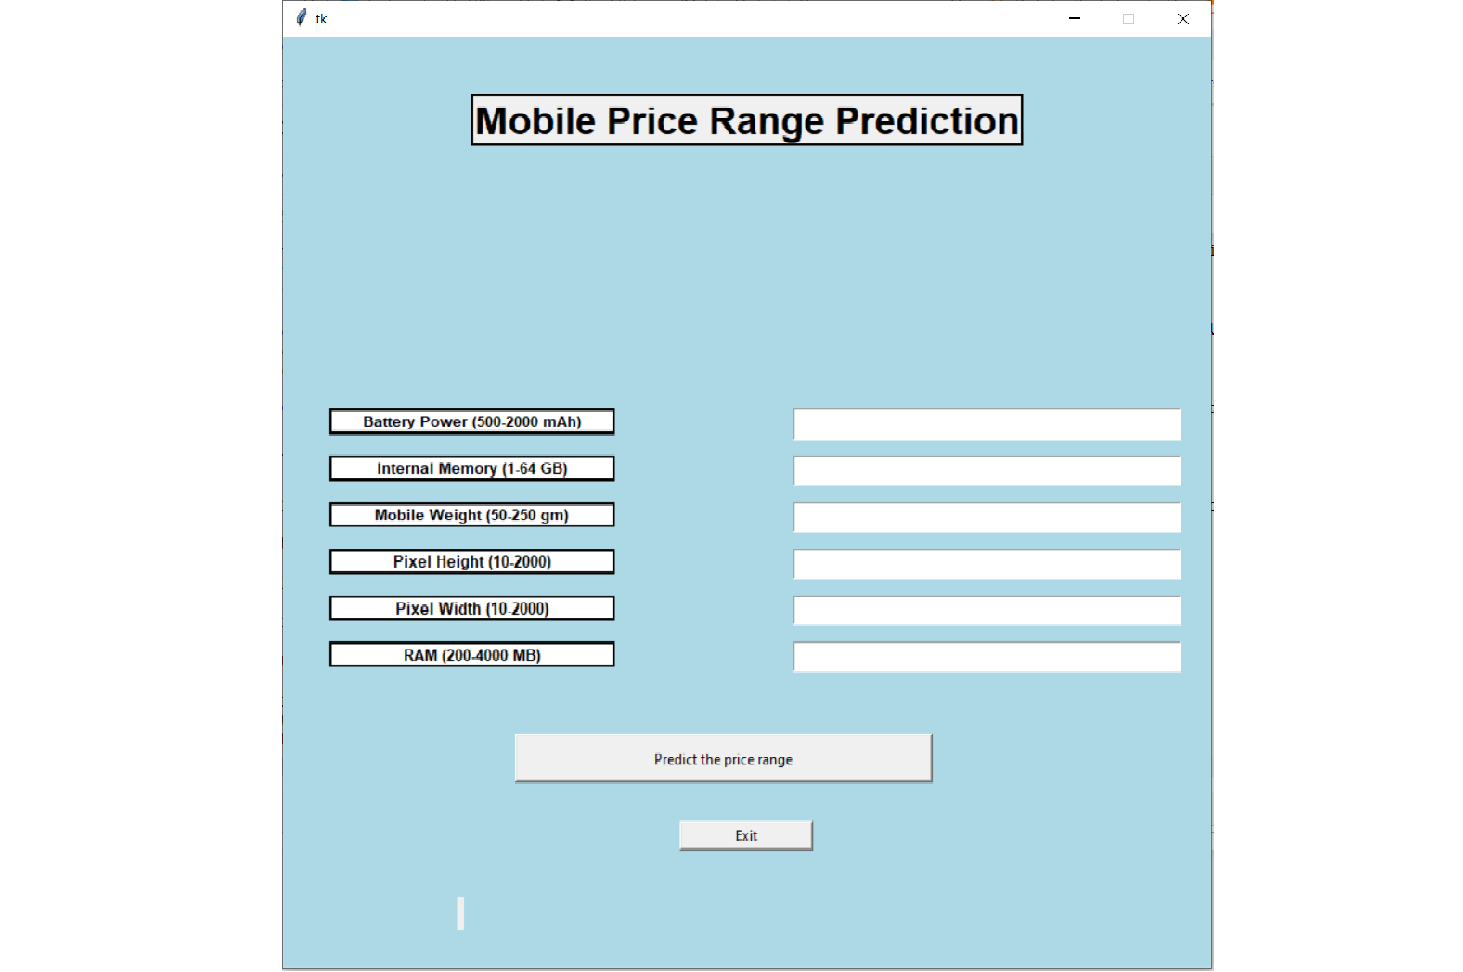 tk
Mobile Price Range Prediction
Battery Power (500-2000 mAh)
Internal Memory (1-64 GB)
Mobile Weight (50-250 gm)
Pixel Height (10-2000)
Pixel Width (10-2000)
RAM (200-4000 MB)
Predict the price range
Exit